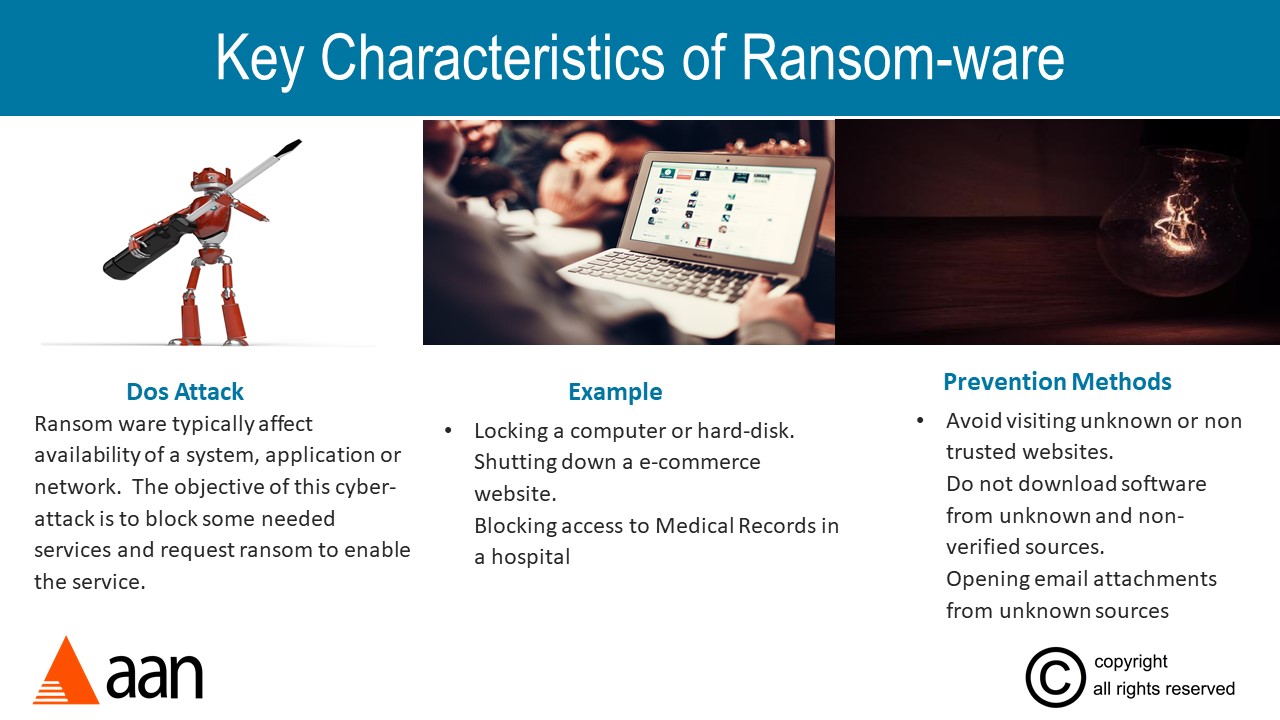 Key Characteristics of Ransom-ware
Dos Attack
Ransom ware typically affect
availability of a system, application or
network. The objective of this cyber-
attack is to block some needed
services and request ransom to enable
the service.
Example
• Locking a computer or hard-disk.
Shutting down a e-commerce
website.
Blocking access to Medical Records in
a hospital
Prevention Methods
• Avoid visiting unknown or non
trusted websites.
Do not download software
from unknown and non-
verified sources.
Opening email attachments
from unknown sources
aan
© copyright
all rights reserved